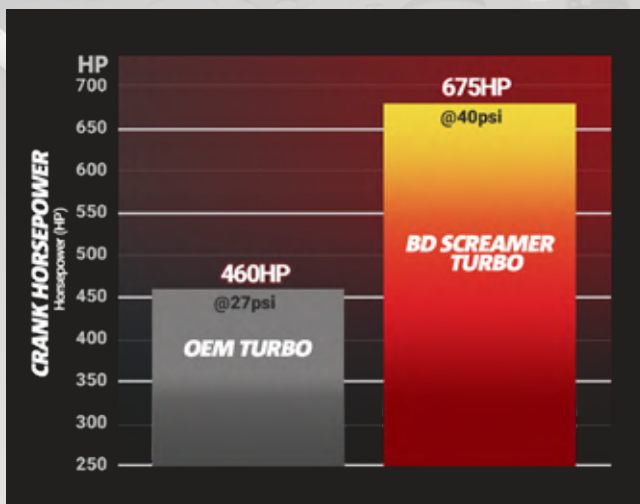 HP
700
650
600
550
500
450
400
350
300
250
CRANK HORSEPOWER
Horsepower (HP)
460HP
@27psi
OEM TURBO
675HP
@40psi
BD SCREAMER
TURBO